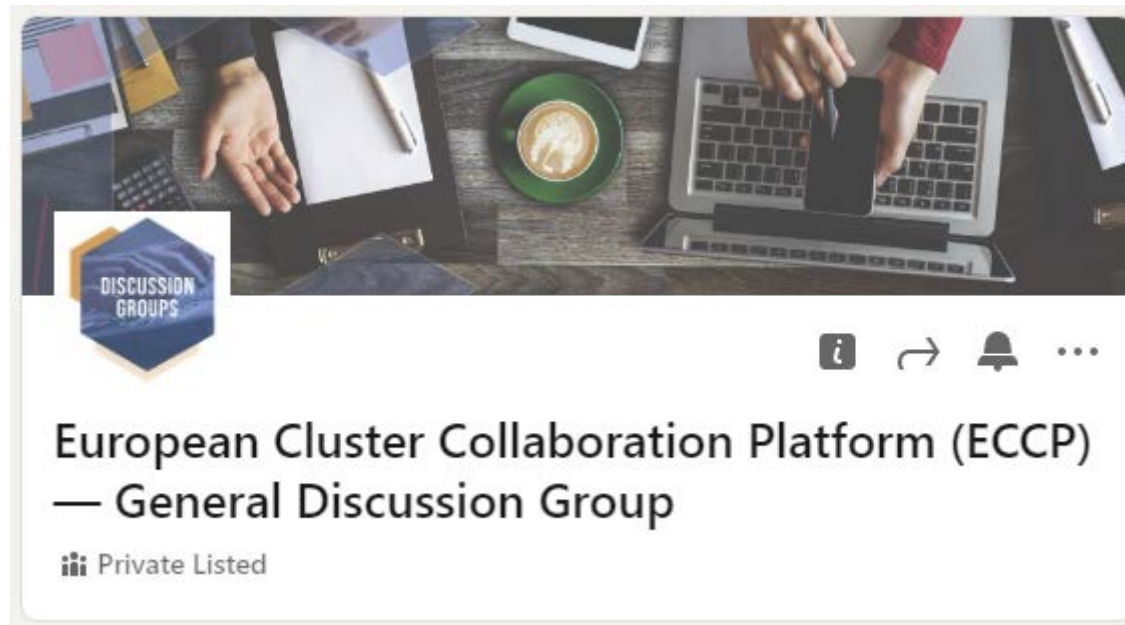 DISCUSSION
GROUPS
European Cluster Collaboration Platform (ECCP)
— General Discussion Group
Private Listed